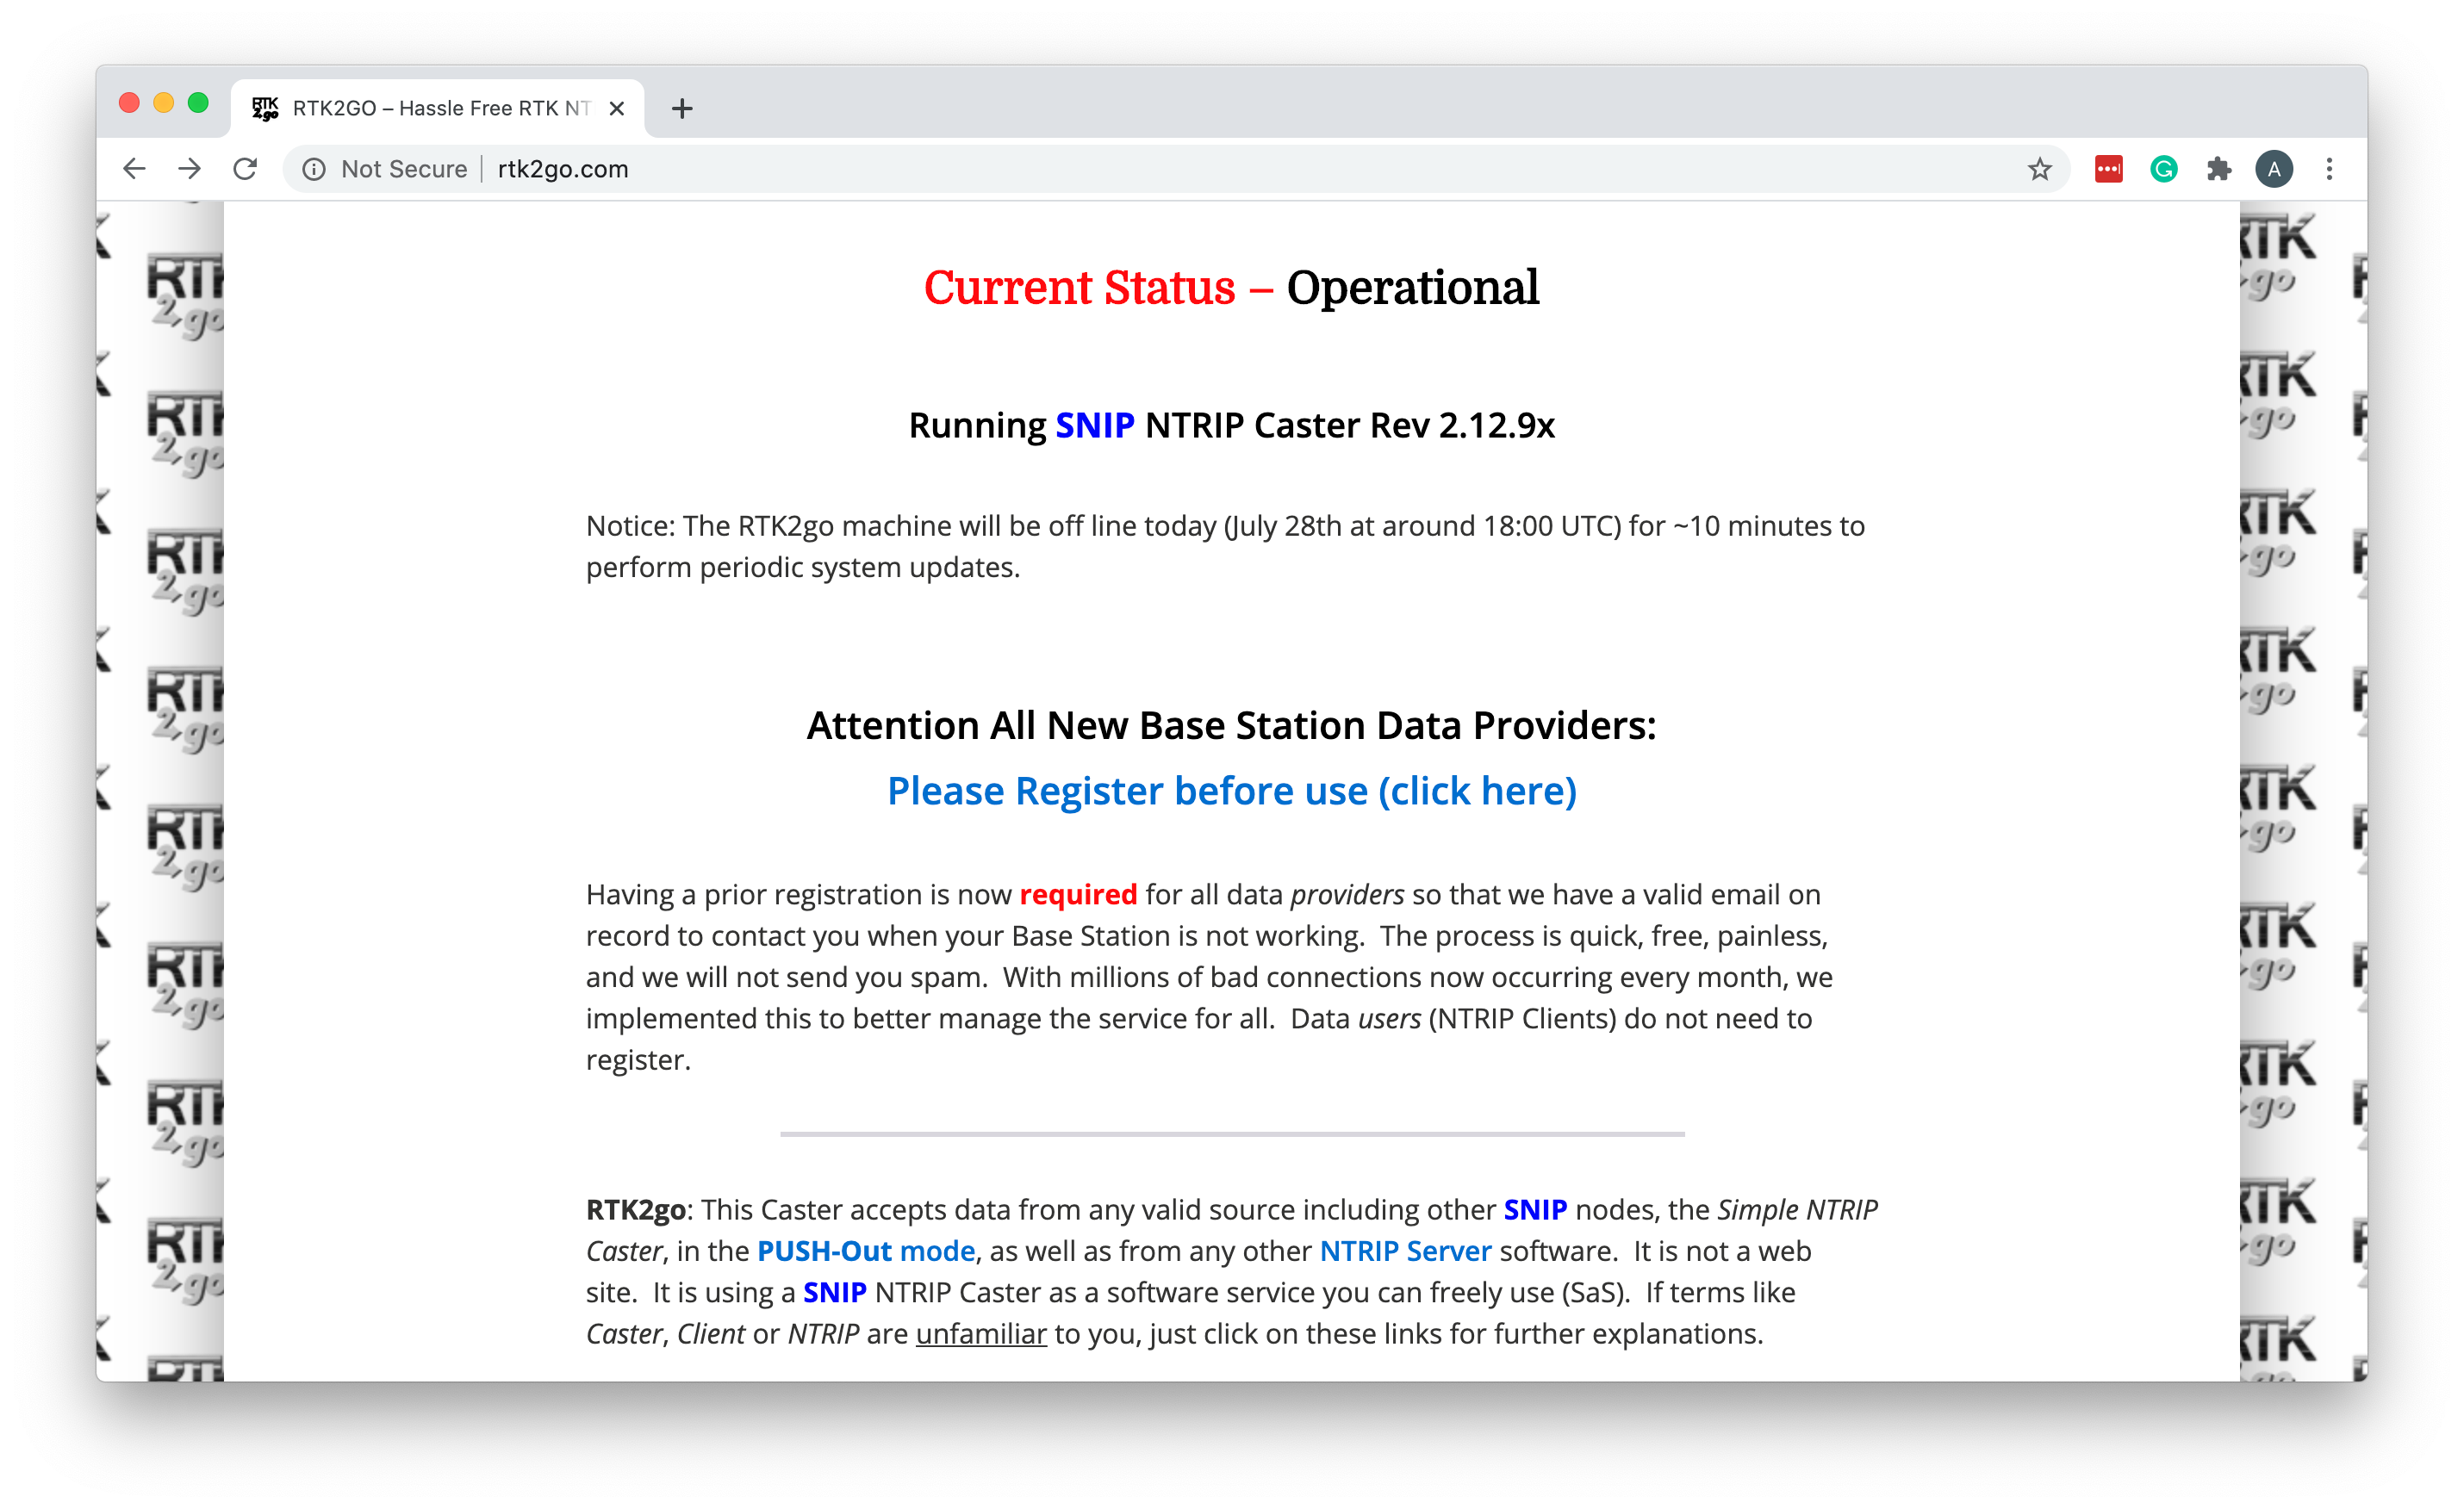 RTK2GO – Hassle Free RTK NT
Not Secure | rtk2go.com
A
Current Status – Operational
Running SNIP NTRIP Caster Rev 2.12.9x
Notice: The RTK2go machine will be off line today (July 28th at around 18:00 UTC) for ~10 minutes to
perform periodic system updates.
Attention All New Base Station Data Providers:
Please Register before use (click here)
Having a prior registration is now required for all data providers so that we have a valid email on
record to contact you when your Base Station is not working.  The process is quick, free, painless,
and we will not send you spam.  With millions of bad connections now occurring every month, we
implemented this to better manage the service for all.  Data users (NTRIP Clients) do not need to
register.
RTK2go: This Caster accepts data from any valid source including other SNIP nodes, the Simple NTRIP
Caster, in the PUSH-Out mode, as well as from any other NTRIP Server software.  It is not a web
site.  It is using a SNIP NTRIP Caster as a software service you can freely use (SaS).  If terms like
Caster, Client or NTRIP are unfamiliar to you, just click on these links for further explanations.